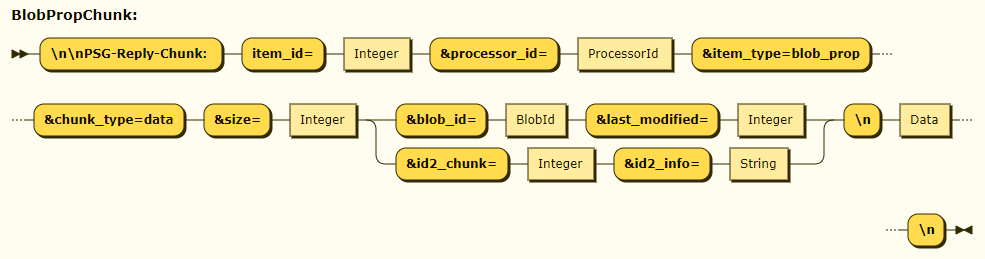 BlobPropChunk:
\n\nPSG-Reply-Chunk: item_id= Integer &processor_id= ProcessorId &item_type=blob_prop
&chunk_type=data &size= Integer &blob_id= BlobId &last_modified= Integer \n Data
&id2_chunk= Integer &id2_info= String
\n